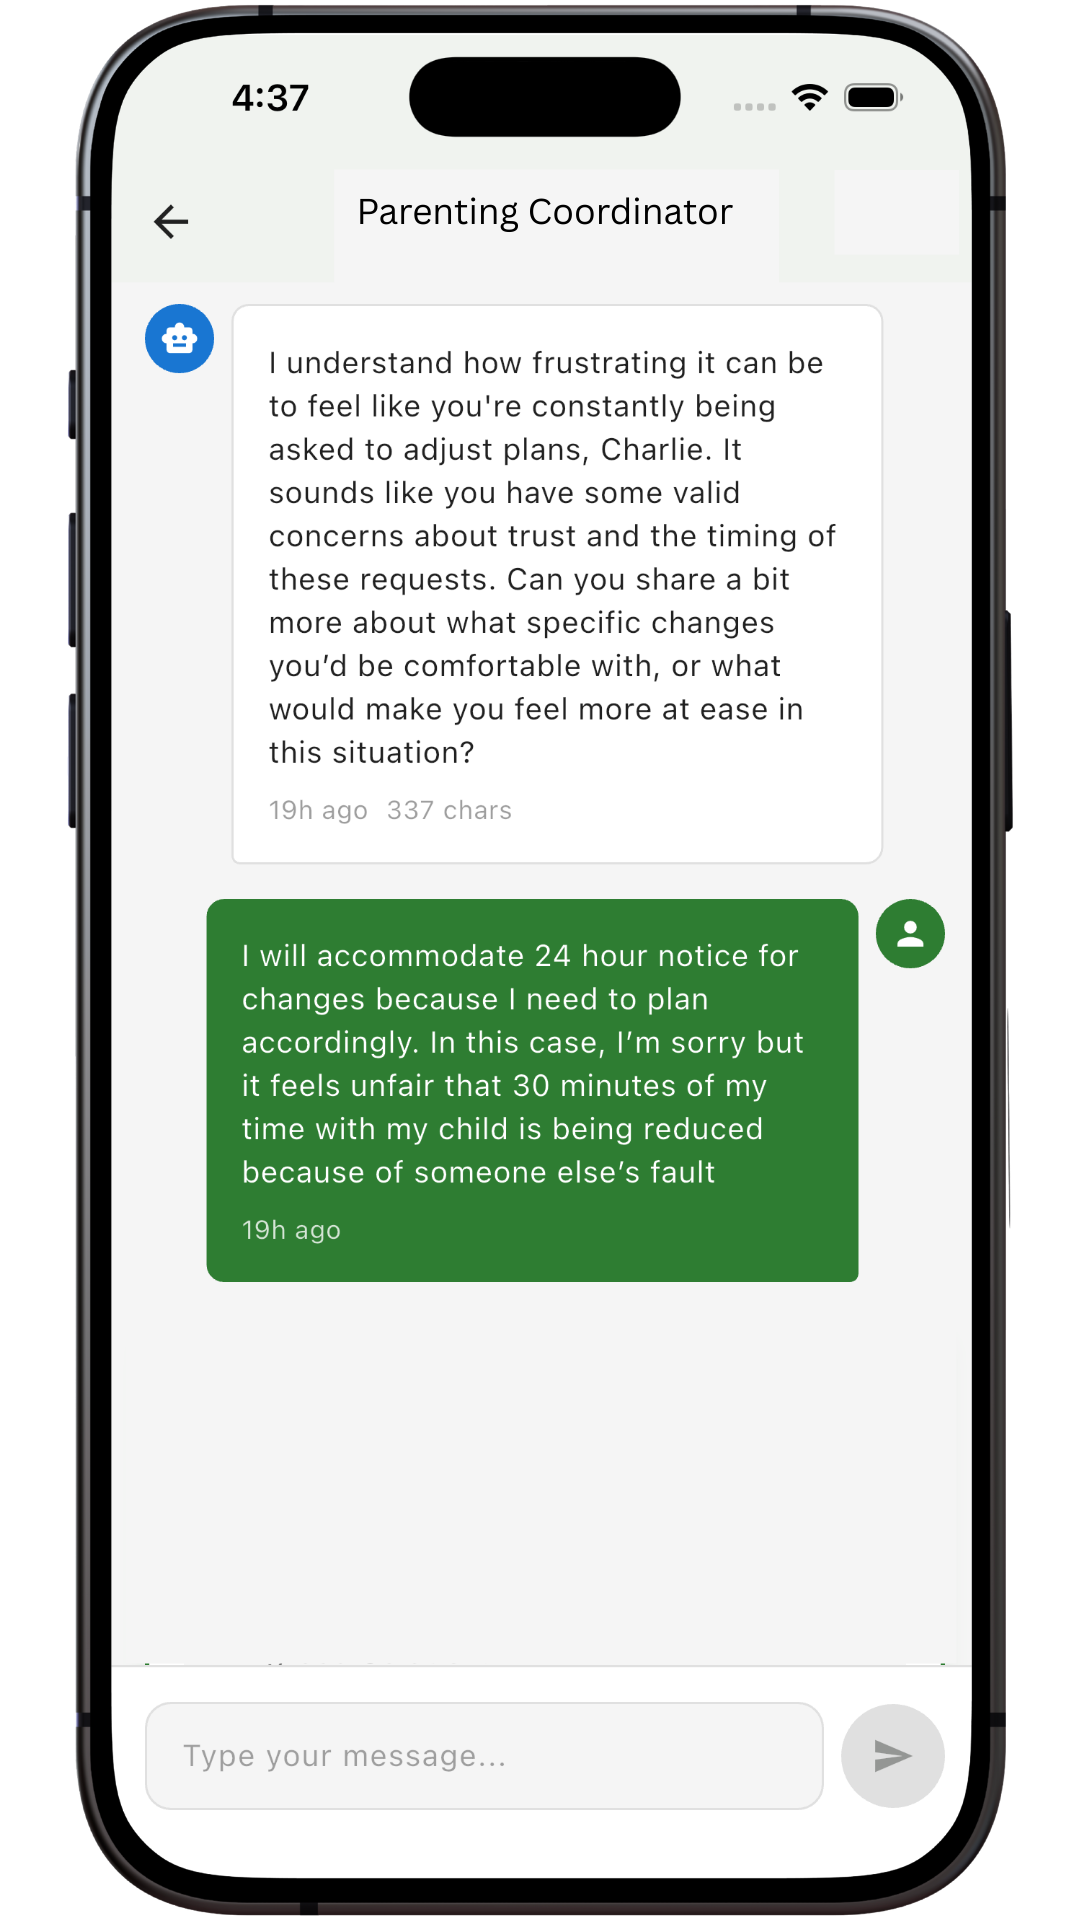 4:37
Parenting Coordinator
I understand how frustrating it can be
to feel like you're constantly being
asked to adjust plans, Charlie. It
sounds like you have some valid
concerns about trust and the timing of
these requests. Can you share a bit
more about what specific changes
you’d be comfortable with, or what
would make you feel more at ease in
this situation?
19h ago 337 chars
I will accommodate 24 hour notice for
changes because I need to plan
accordingly. In this case, I’m sorry but
it feels unfair that 30 minutes of my
time with my child is being reduced
because of someone else’s fault
19h ago
Type your message...